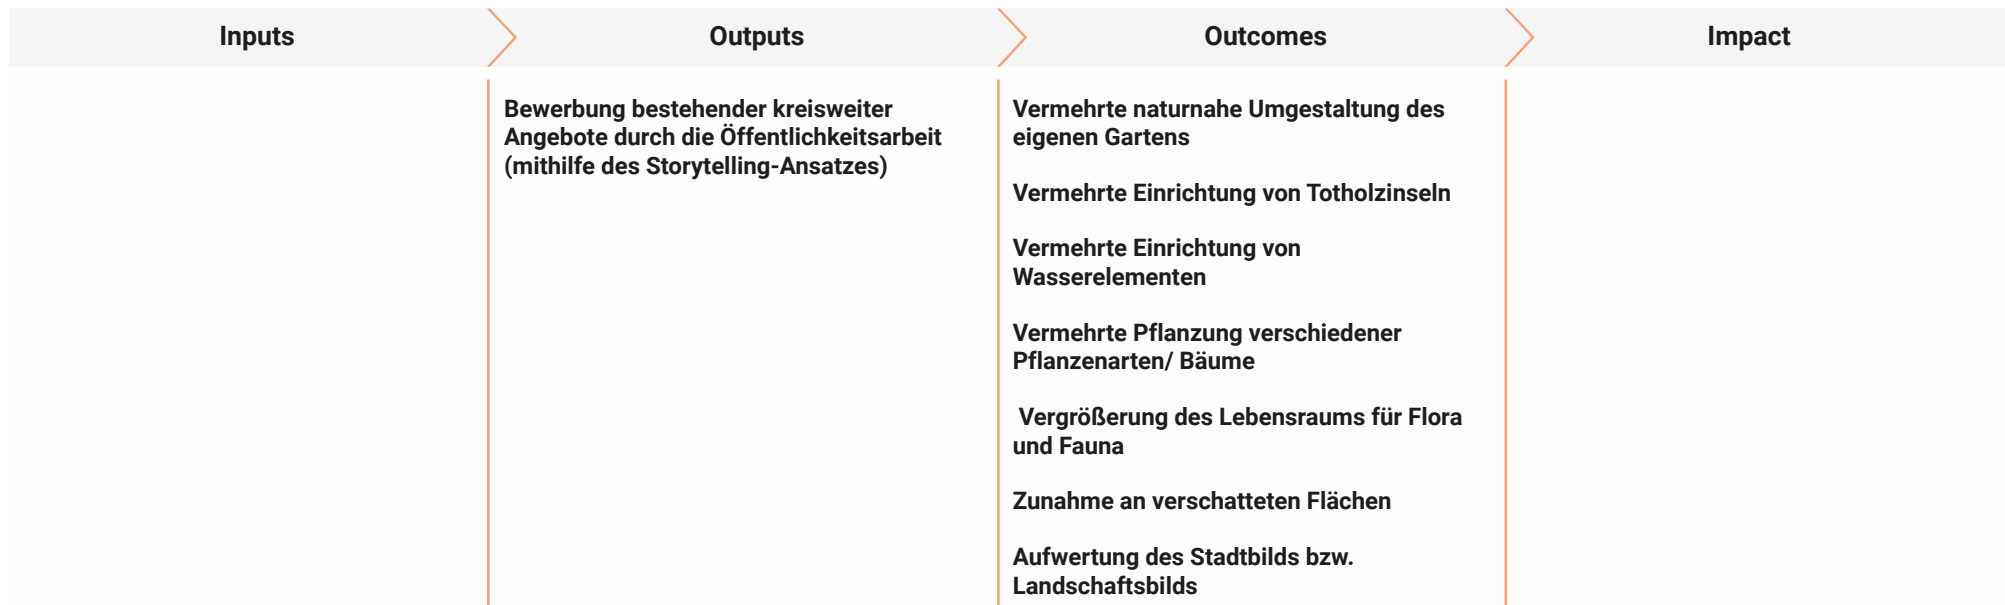 Inputs
Outputs
Outcomes
Impact
Bewerbung bestehender kreisweiter
Angebote durch die Öffentlichkeitsarbeit
(mithilfe des Storytelling-Ansatzes)
Vermehrte naturnahe Umgestaltung des
eigenen Gartens
Vermehrte Einrichtung von Totholzinseln
Vermehrte Einrichtung von
Wasserelementen
Vermehrte Pflanzung verschiedener
Pflanzenarten/ Bäume
Vergrößerung des Lebensraums für Flora
und Fauna
Zunahme an verschatteten Flächen
Aufwertung des Stadtbilds bzw.
Landschaftsbilds